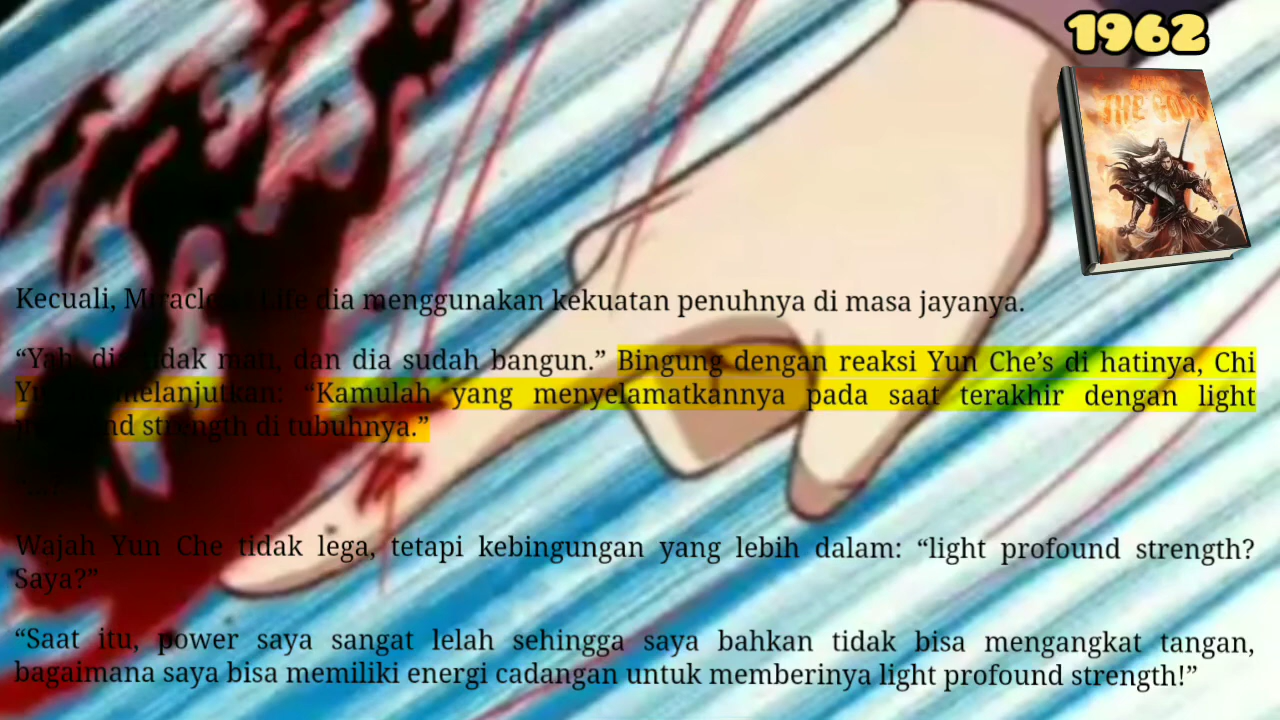 1962
THE GODS
Kecuali, Miracle of Life dia menggunakan kekuatan penuhnya di masa jayanya.
“Yah, dia tidak mati, dan dia sudah bangun.” Bingung dengan reaksi Yun Che’s di hatinya, Chi
melanjutkan: “Kamulah yang menyelamatkannya pada saat terakhir dengan light
profound strength di tubuhnya.”
Wajah Yun Che tidak lega, tetapi kebingungan yang lebih dalam: “light profound strength?
Saya?”
“Saat itu, power saya sangat lelah sehingga saya bahkan tidak bisa mengangkat tangan,
bagaimana saya bisa memiliki energi cadangan untuk memberinya light profound strength!”